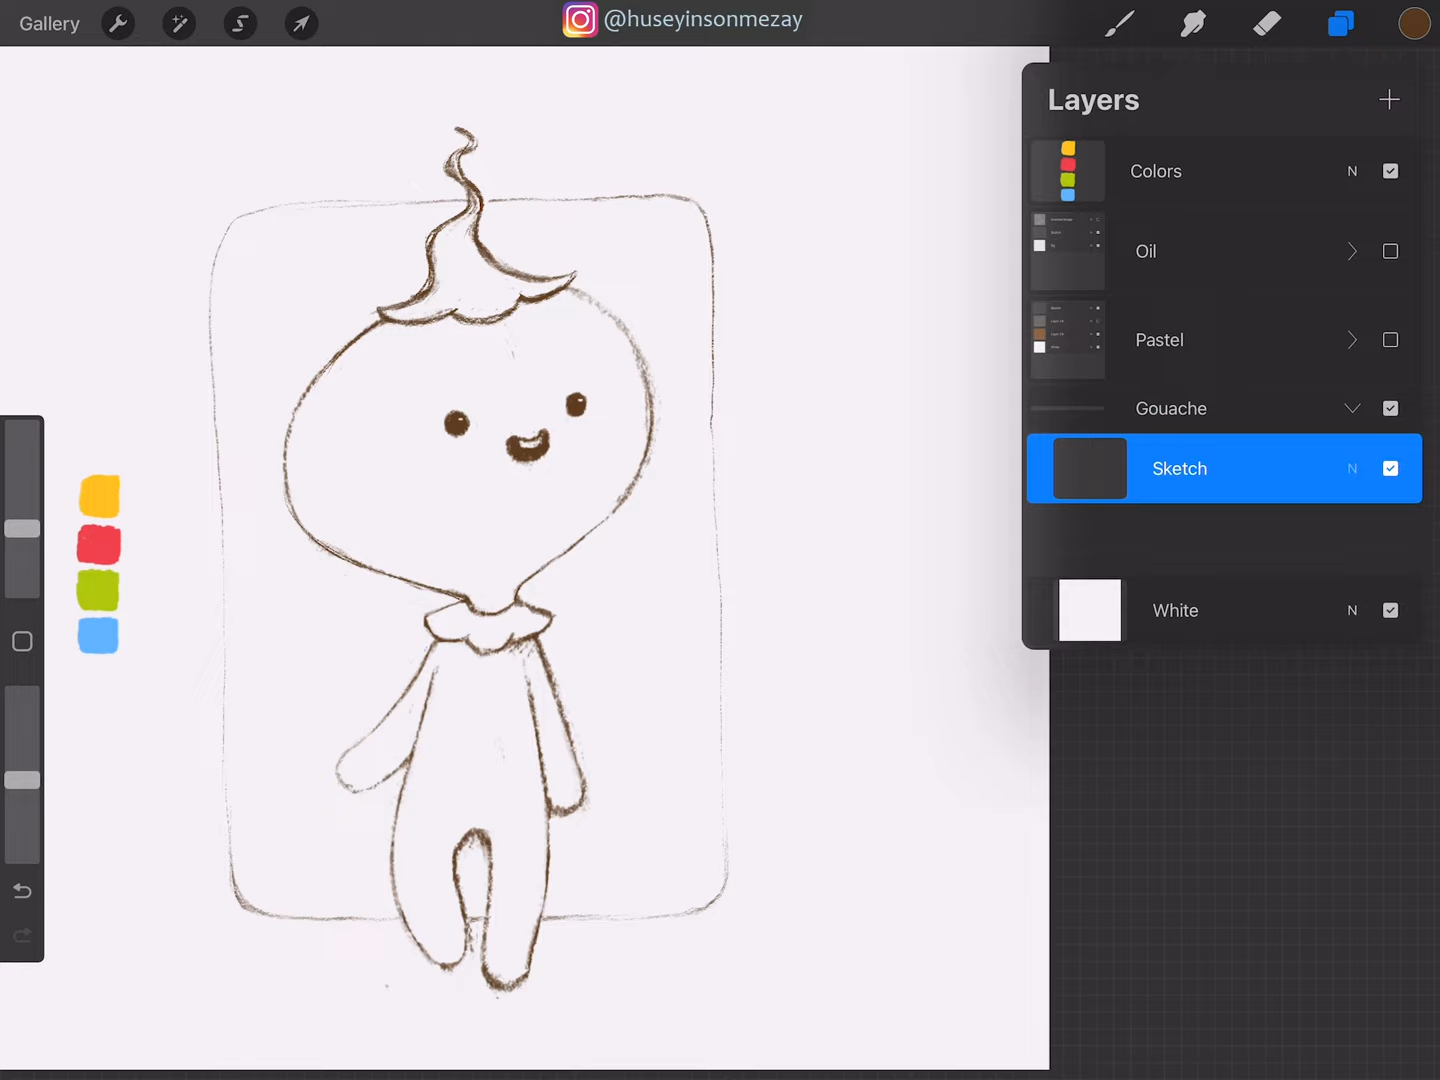 Gallery
@huseyinsonmezay
Layers
Colors N
Oil
Pastel
Gouache
Sketch N
White N